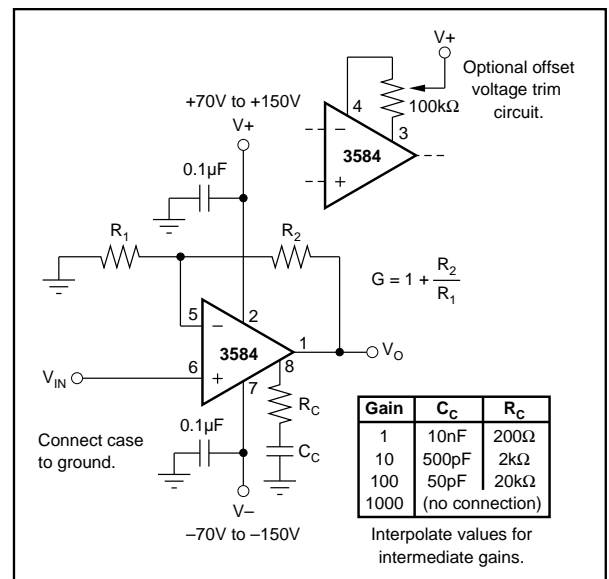 V+
Optional offset
voltage trim
circuit.
4
100kΩ
3
−
3584
+
+70V to +150V
V+
0.1µF
R1
R2
G = 1 + R2
R1
5
−
2
3584
1
VO
VIN
6
+
8
7
RC
0.1µF
CC
Connect case
to ground.
V−
−70V to −150V
Gain CC RC
1 10nF 200Ω
10 500pF 2kΩ
100 50pF 20kΩ
1000 (no connection)
Interpolate values for
intermediate gains.